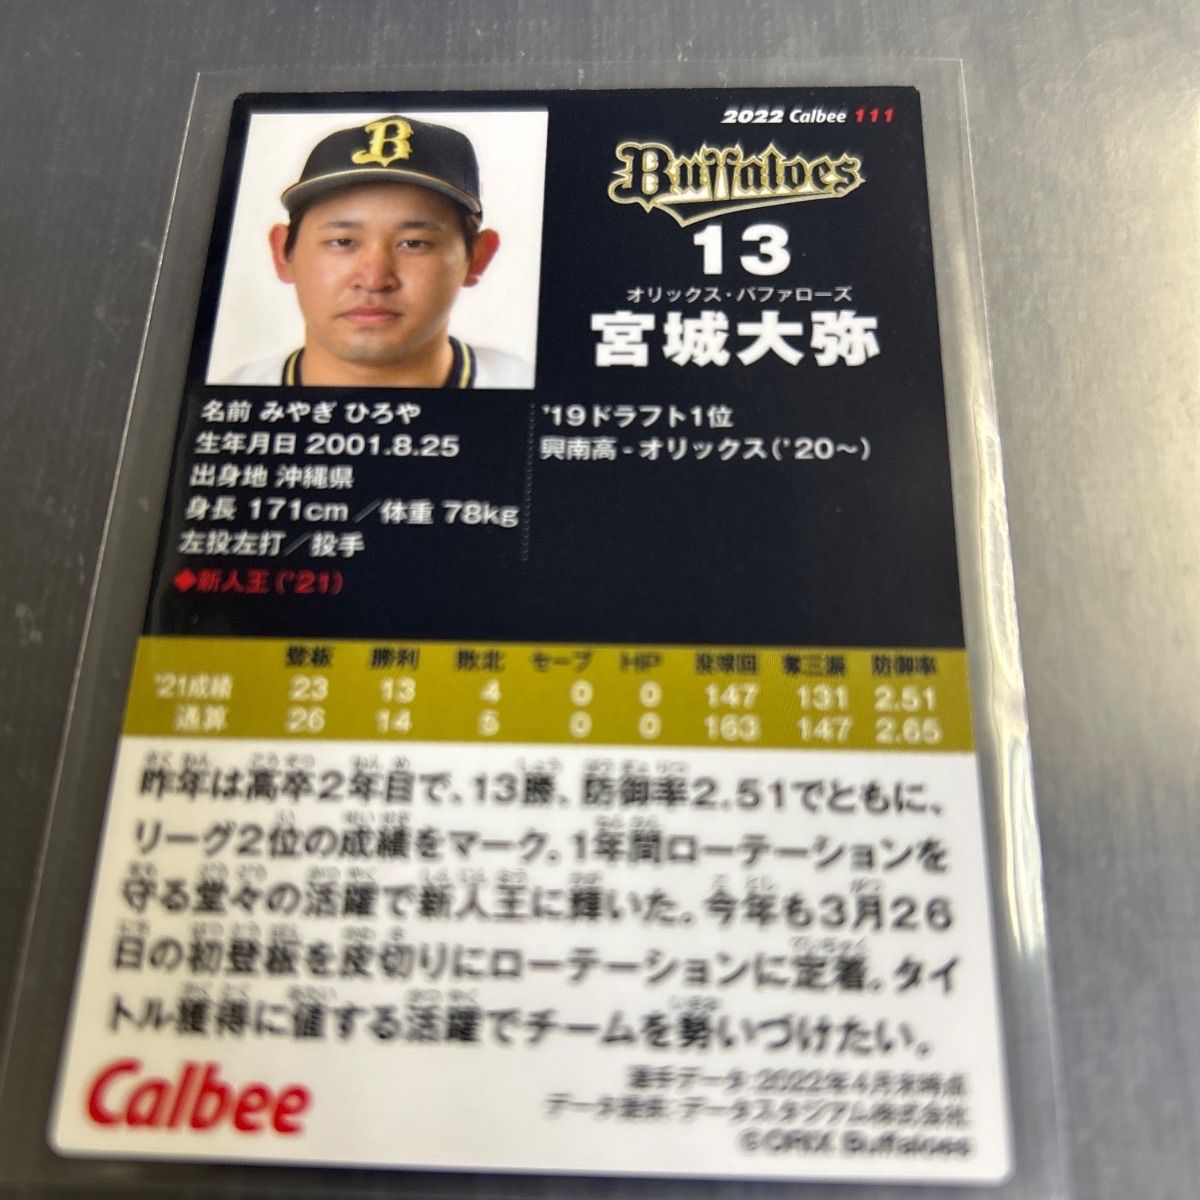 2022 Calbee 111
B
Buffaloes
13
オリックス・バファローズ
宮城大弥
名前 みやぎ ひろや
生年月日 2001.8.25
出身地 沖縄県
身長 171cm ／体重 78kg
左投左打／投手
◆新人王('21)
'19ドラフト1位
興南高 - オリックス('20～)
登板 勝利 敗北 セーブ HP 投球回 奪三振 防御率
'21成績 23 13 4 0 0 147 131 2.51
通算 26 14 5 0 0 163 147 2.65
昨年は高卒2年目で、13勝、防御率2.51でともに、
リーグ2位の成績をマーク。1年間ローテーションを
守る堂々の活躍で新人王に輝いた。今年も3月26
日の初登板を皮切りにローテーションに定着。タイ
トル獲得に値する活躍でチームを勢いづけたい。
Calbee
選手データ:2022年4月末時点
データ提供:データスタジアム株式会社
©ORIX Buffaloes